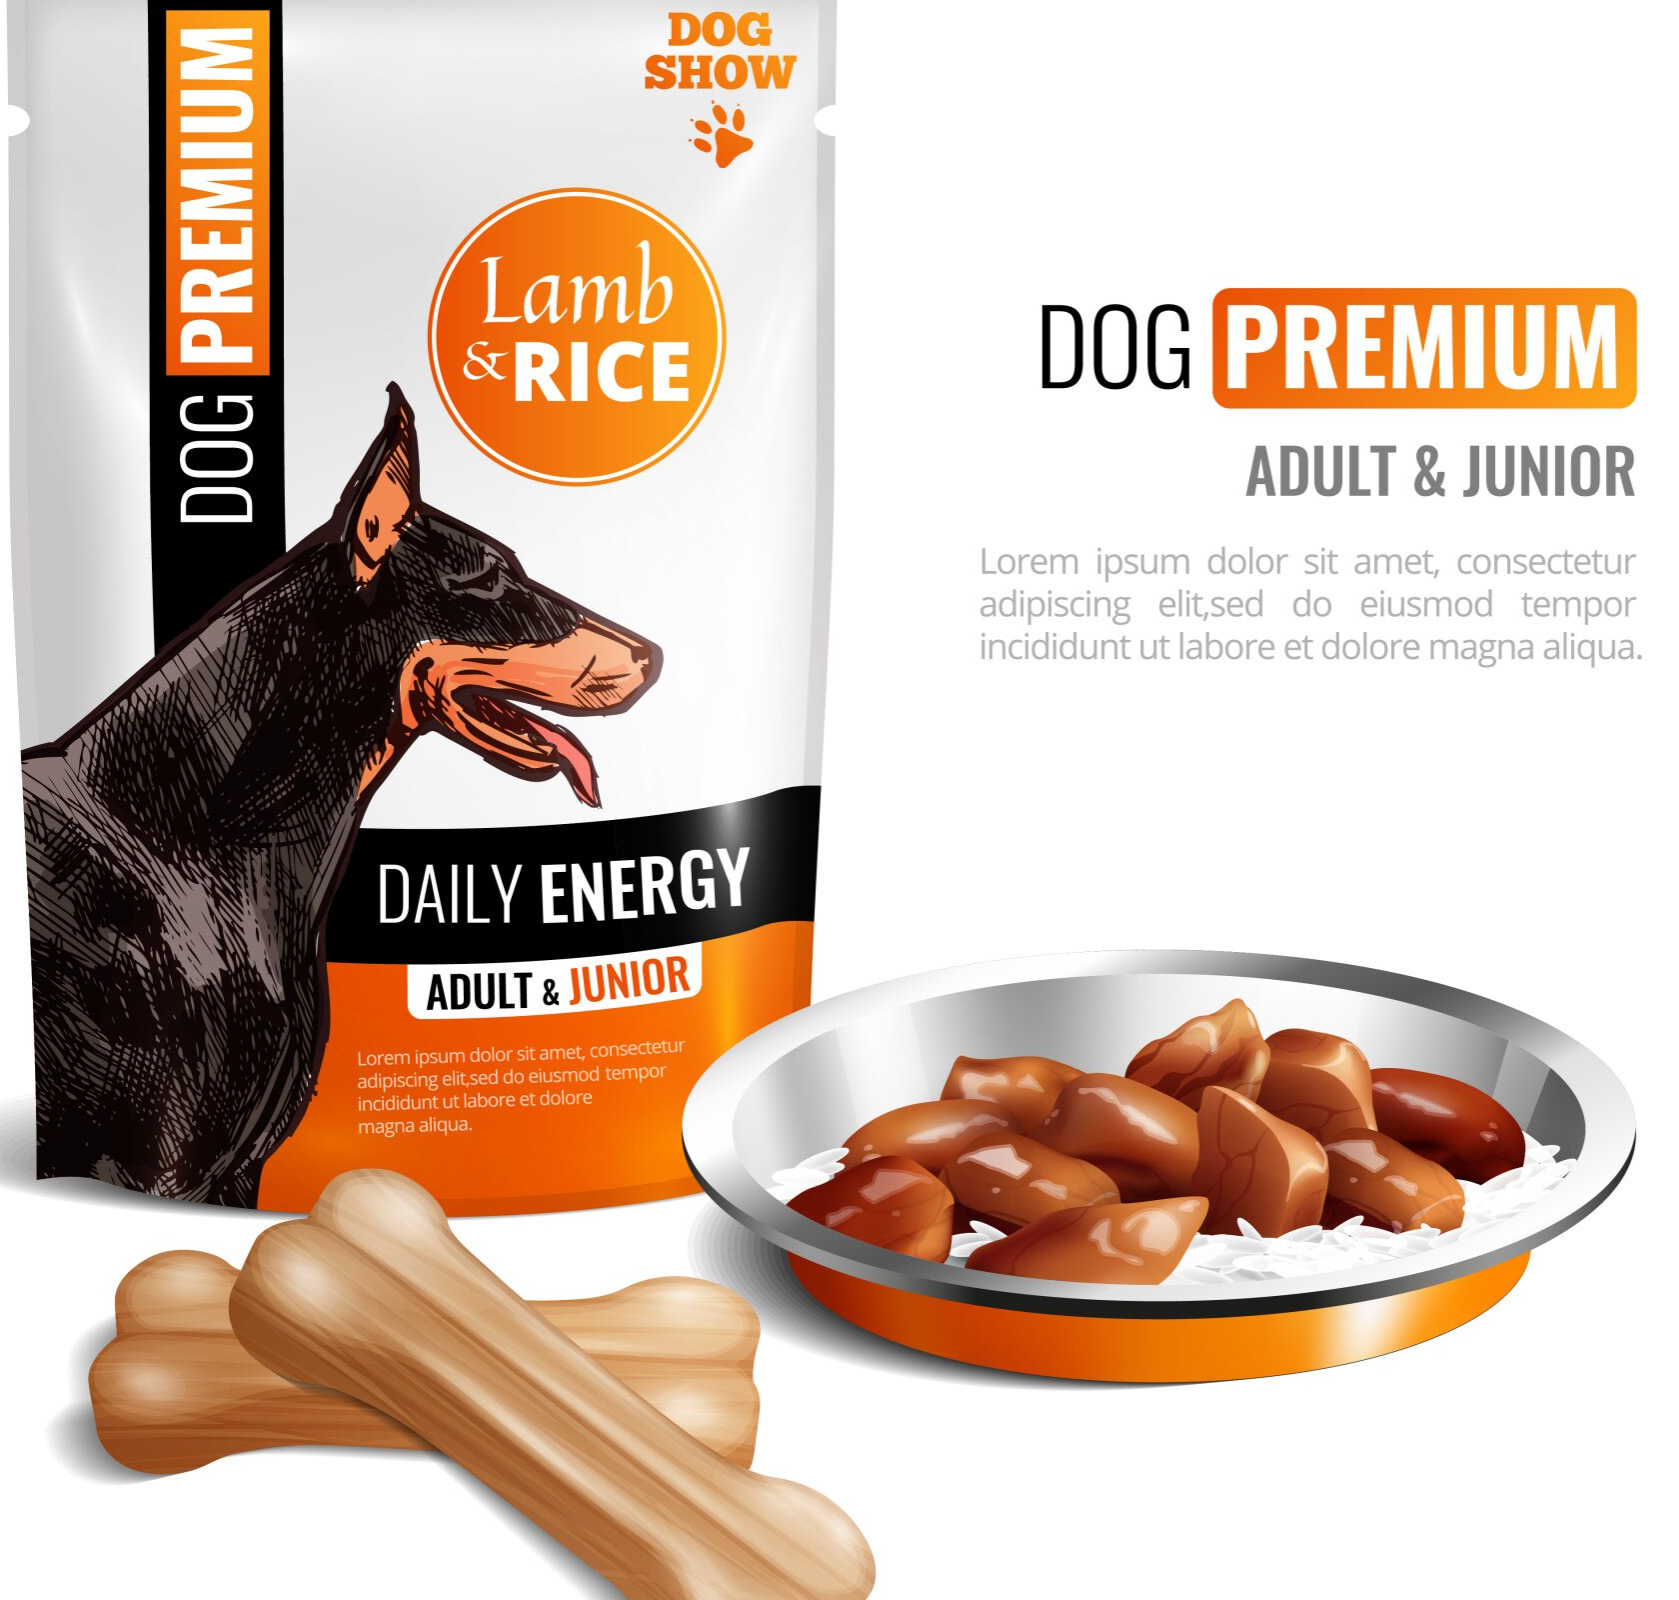 DOG PREMIUM
DOG
SHOW
Lamb
& RICE
DAILY ENERGY
ADULT & JUNIOR
Lorem ipsum dolor sit amet, consectetur
adipiscing elit,sed do eiusmod tempor
incididunt ut labore et dolore
magna aliqua.
DOG PREMIUM
ADULT & JUNIOR
Lorem ipsum dolor sit amet, consectetur
adipiscing elit,sed do eiusmod tempor
incididunt ut labore et dolore magna aliqua.